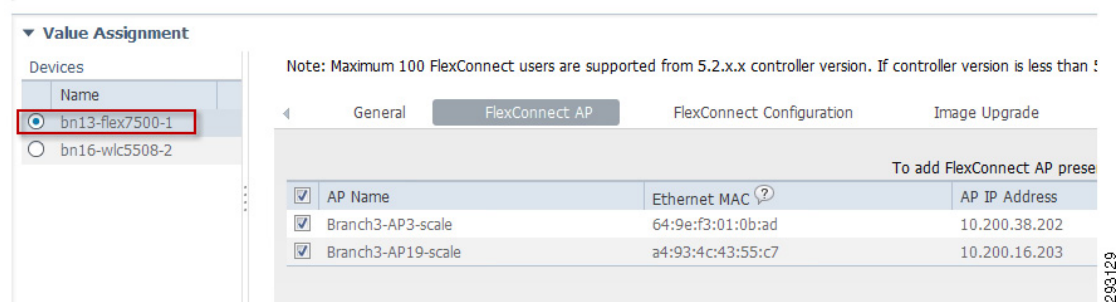 Value Assignment
Devices
Name
bn13-flex7500-1
bn16-wlc5508-2
Note: Maximum 100 FlexConnect users are supported from 5.2.x.x controller version. If controller version is less than
General FlexConnect AP FlexConnect Configuration Image Upgrade
To add FlexConnect AP prese
AP Name Ethernet MAC ? AP IP Address
Branch3-AP3-scale 64:9e:f3:01:0b:ad 10.200.38.202
Branch3-AP19-scale a4:93:4c:43:55:c7 10.200.16.203
293129